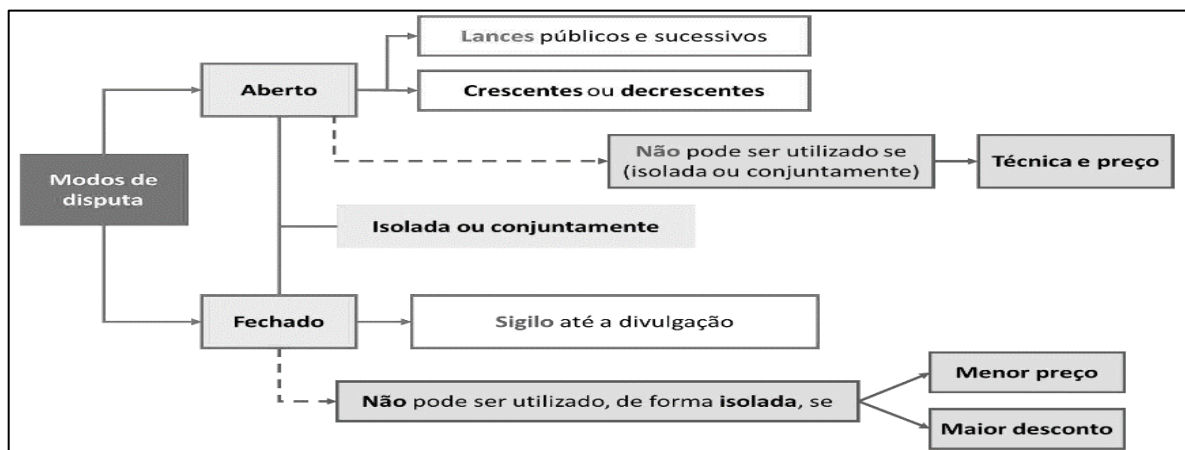 Lances públicos e sucessivos
Aberto
Crescentes ou decrescentes
Não pode ser utilizado se
(isolada ou conjuntamente)
Técnica e preço
Modos de
disputa
Isolada ou conjuntamente
Fechado
Sigilo até a divulgação
Não pode ser utilizado, de forma isolada, se
Menor preço
Maior desconto